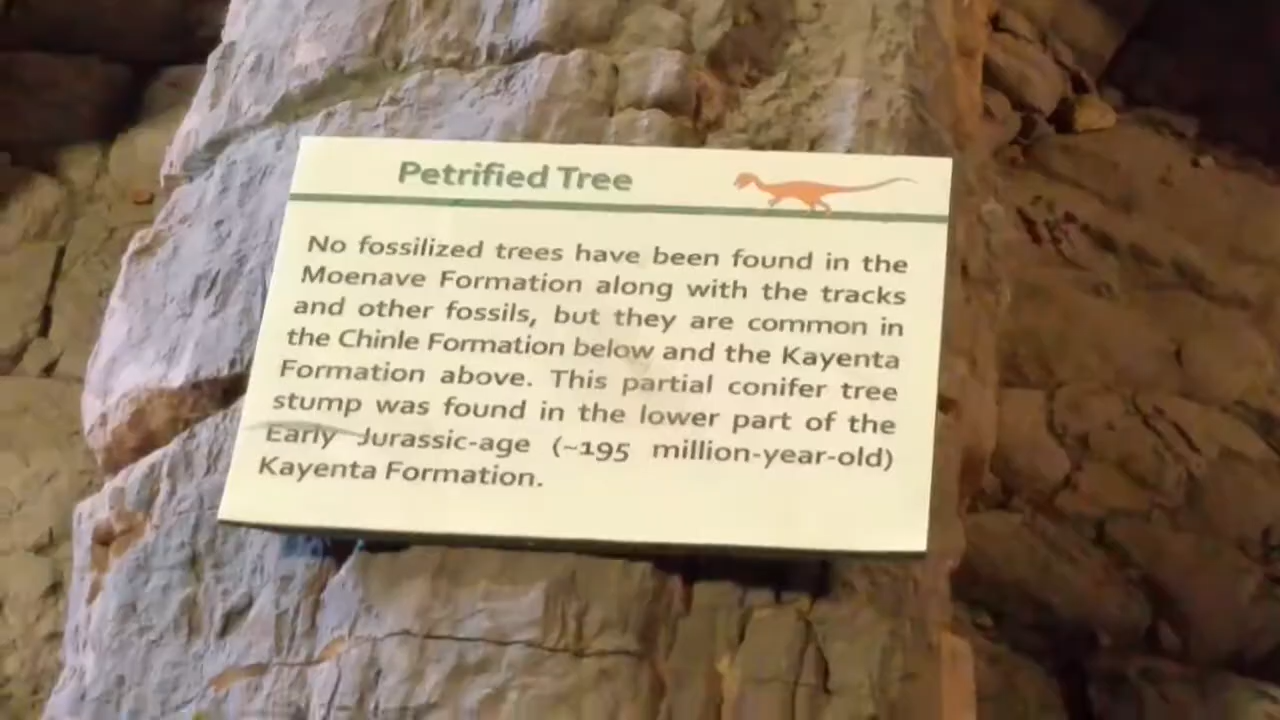 Petrified Tree
No fossilized trees have been found in the
Moenave Formation along with the tracks
and other fossils, but they are common in
the Chinle Formation below and the Kayenta
Formation above. This partial conifer tree
stump was found in the lower part of the
Early Jurassic-age (~195 million-year-old)
Kayenta Formation.